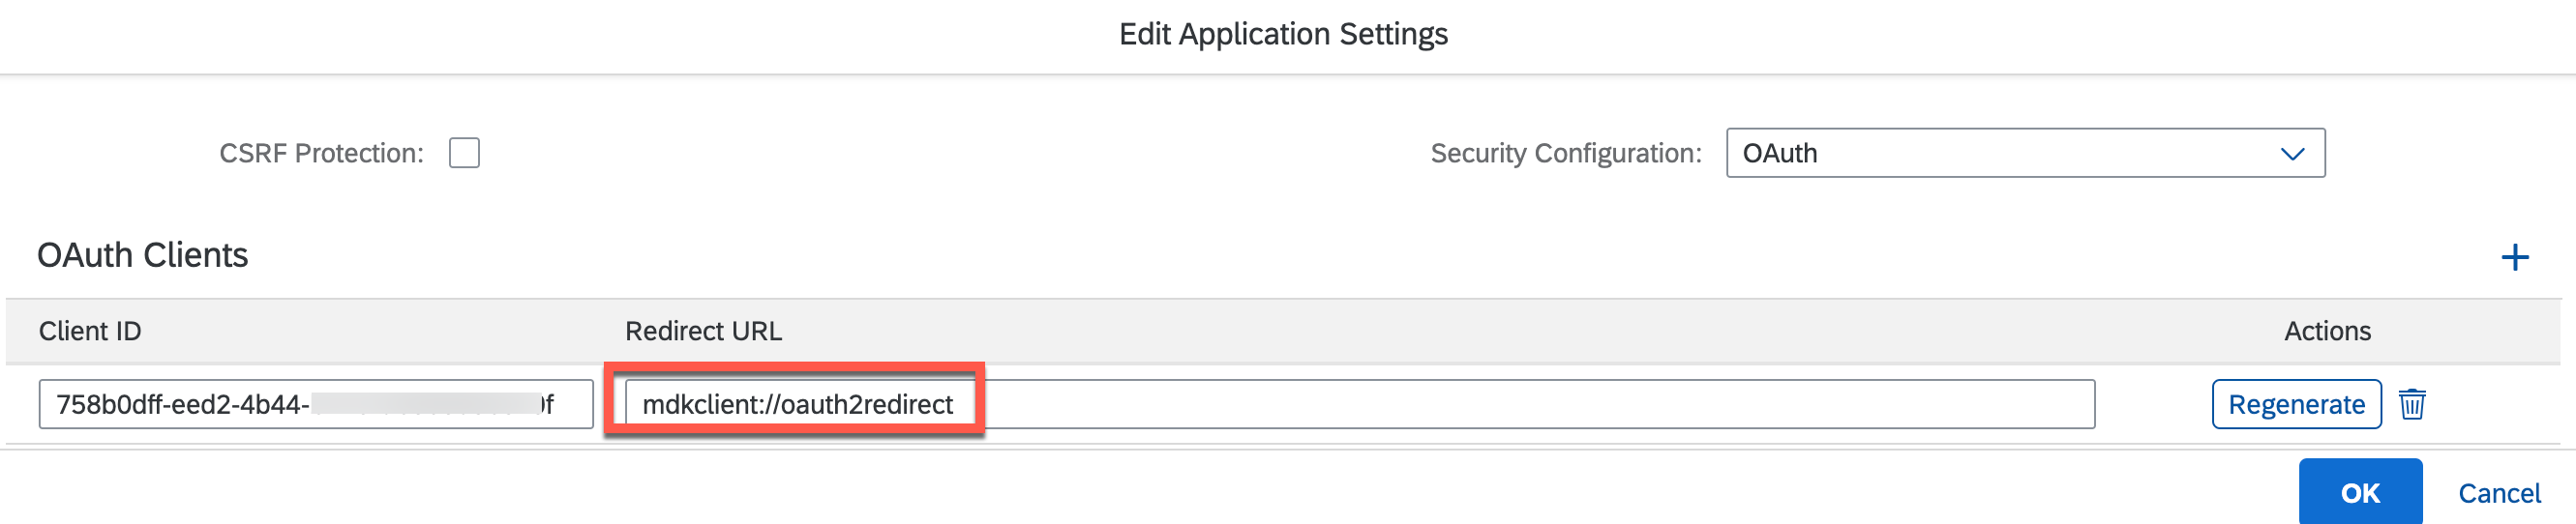 Edit Application Settings
CSRF Protection:
Security Configuration: OAuth
OAuth Clients
Client ID Redirect URL Actions
758b0dff-eed2-4b44- f mdkclient://oauth2redirect Regenerate
OK Cancel